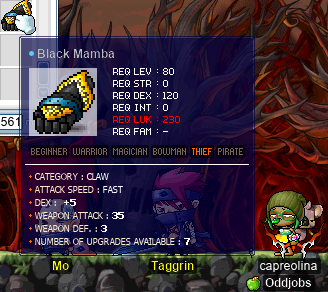 Black Mamba
REQ LEV : 80
REQ STR : 0
REQ DEX : 120
REQ INT : 0
REQ LUK : 230
REQ FAM : -
BEGINNER WARRIOR MAGICIAN BOWMAN THIEF PIRATE
CATEGORY : CLAW
ATTACK SPEED : FAST
DEX : +5
WEAPON ATTACK : 35
WEAPON DEF. : 3
NUMBER OF UPGRADES AVAILABLE : 7
561
Mo
Taggrin
capreolina
Oddjobs